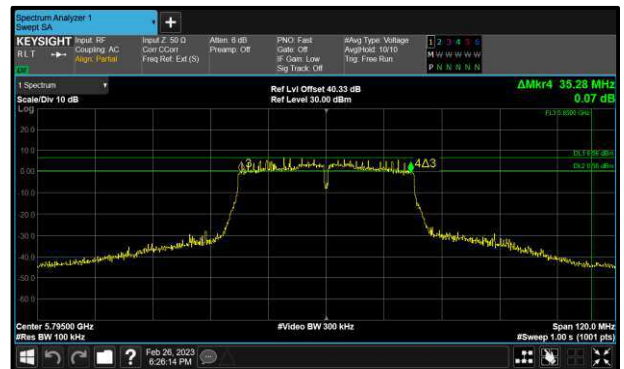 Spectrum Analyzer 1
Swept SA
+
KEYSIGHT
RLT
Input: RF
Coupling: AC
Align: Partial
Input Z: 50 Ω
Corr CCorr
Freq Ref: Ext (S)
Atten: 6 dB
Preamp: Off
PNO: Fast
Gate: Off
IF Gain: Low
Sig Track: Off
#Avg Type: Voltage
Avg|Hold: 10/10
Trig: Free Run
1 2 3 4 5 6
M W W W W W
P N N N N N
1 Spectrum
Scale/Div 10 dB
Log
Ref Lvl Offset 40.33 dB
Ref Level 30.00 dBm
ΔMkr4 35.28 MHz
0.07 dB
20.0
10.0
0.00
-10.0
-20.0
-30.0
-40.0
-50.0
-60.0
3
4Δ3
Center 5.79500 GHz
#Res BW 100 kHz
#Video BW 300 kHz
Span 120.0 MHz
#Sweep 1.00 s (1001 pts)
?
Feb 26, 2023
6:26:14 PM